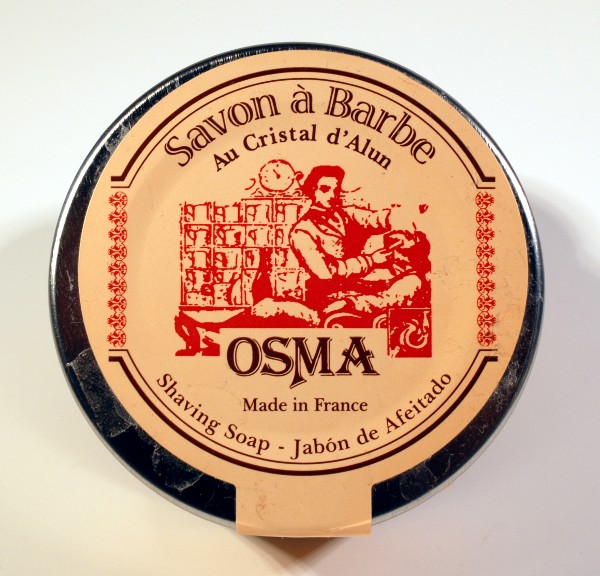 Savon à Barbe
Au Cristal d'Alun
OSMA
Made in France
Shaving Soap - Jabón de Afeitado